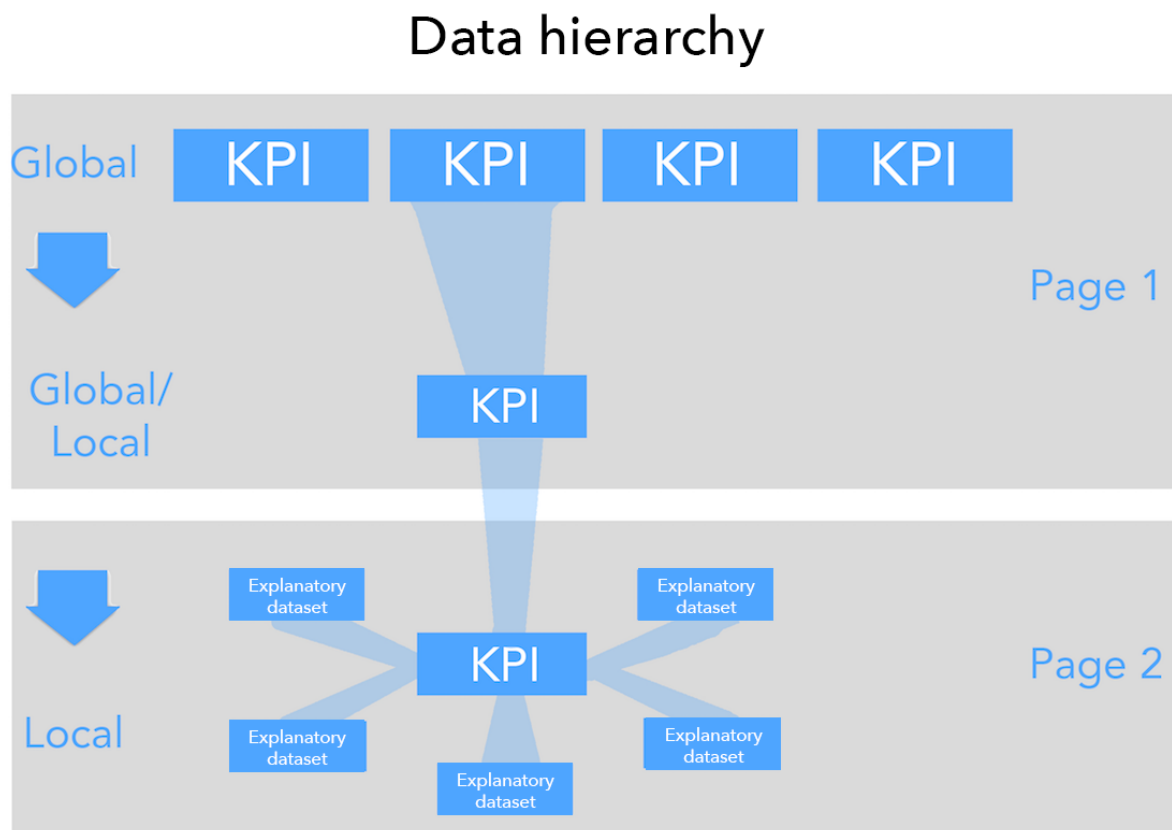 Data hierarchy
Global KPI KPI KPI KPI
Page 1
Global/
Local
KPI
Explanatory
dataset
Explanatory
dataset
KPI
Page 2
Local
Explanatory
dataset
Explanatory
dataset
Explanatory
dataset